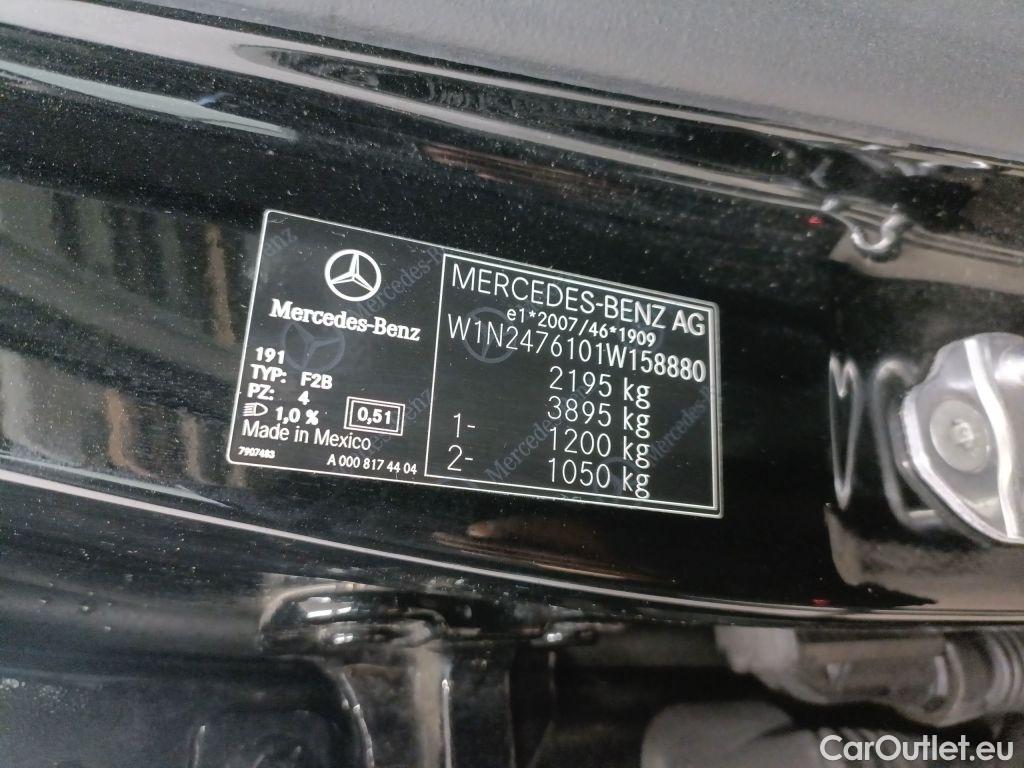 Mercedes-Benz
191
TYP: F2B
PZ: 4
1,0 % 0,51
Made in Mexico
7907483 A 000 817 44 04
MERCEDES-BENZ AG
e1*2007/46*1909
W1N2476101W158880
2195 kg
3895 kg
1- 1200 kg
2- 1050 kg
CarOutlet.eu